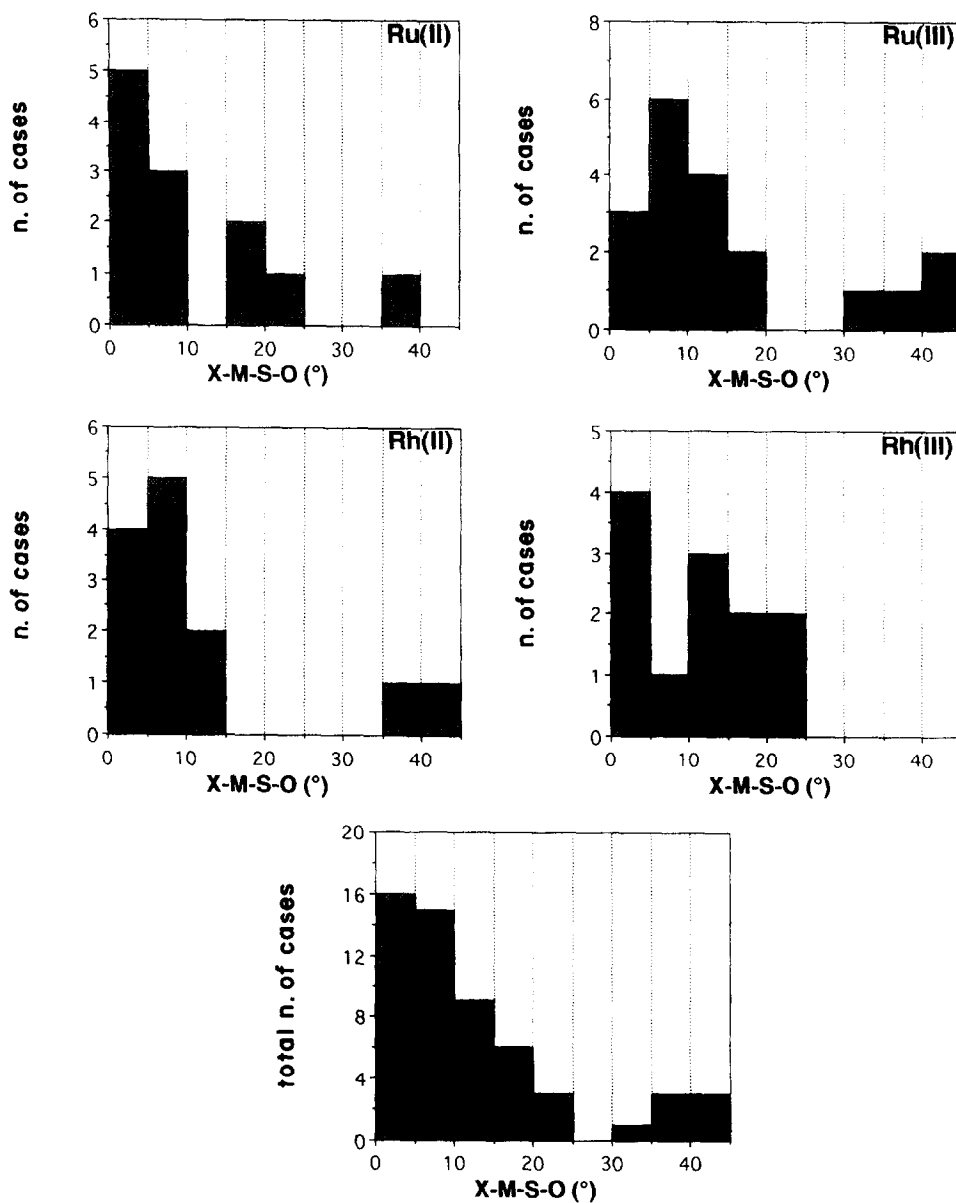 Ru(II)
n. of cases
6
5
4
3
2
1
0
0 10 20 30 40
X-M-S-O (°)
Ru(III)
n. of cases
8
6
4
2
0
0 10 20 30 40
X-M-S-O (°)
Rh(II)
n. of cases
6
5
4
3
2
1
0
0 10 20 30 40
X-M-S-O (°)
Rh(III)
n. of cases
5
4
3
2
1
0
0 10 20 30 40
X-M-S-O (°)
total n. of cases
20
16
12
8
4
0
0 10 20 30 40
X-M-S-O (°)